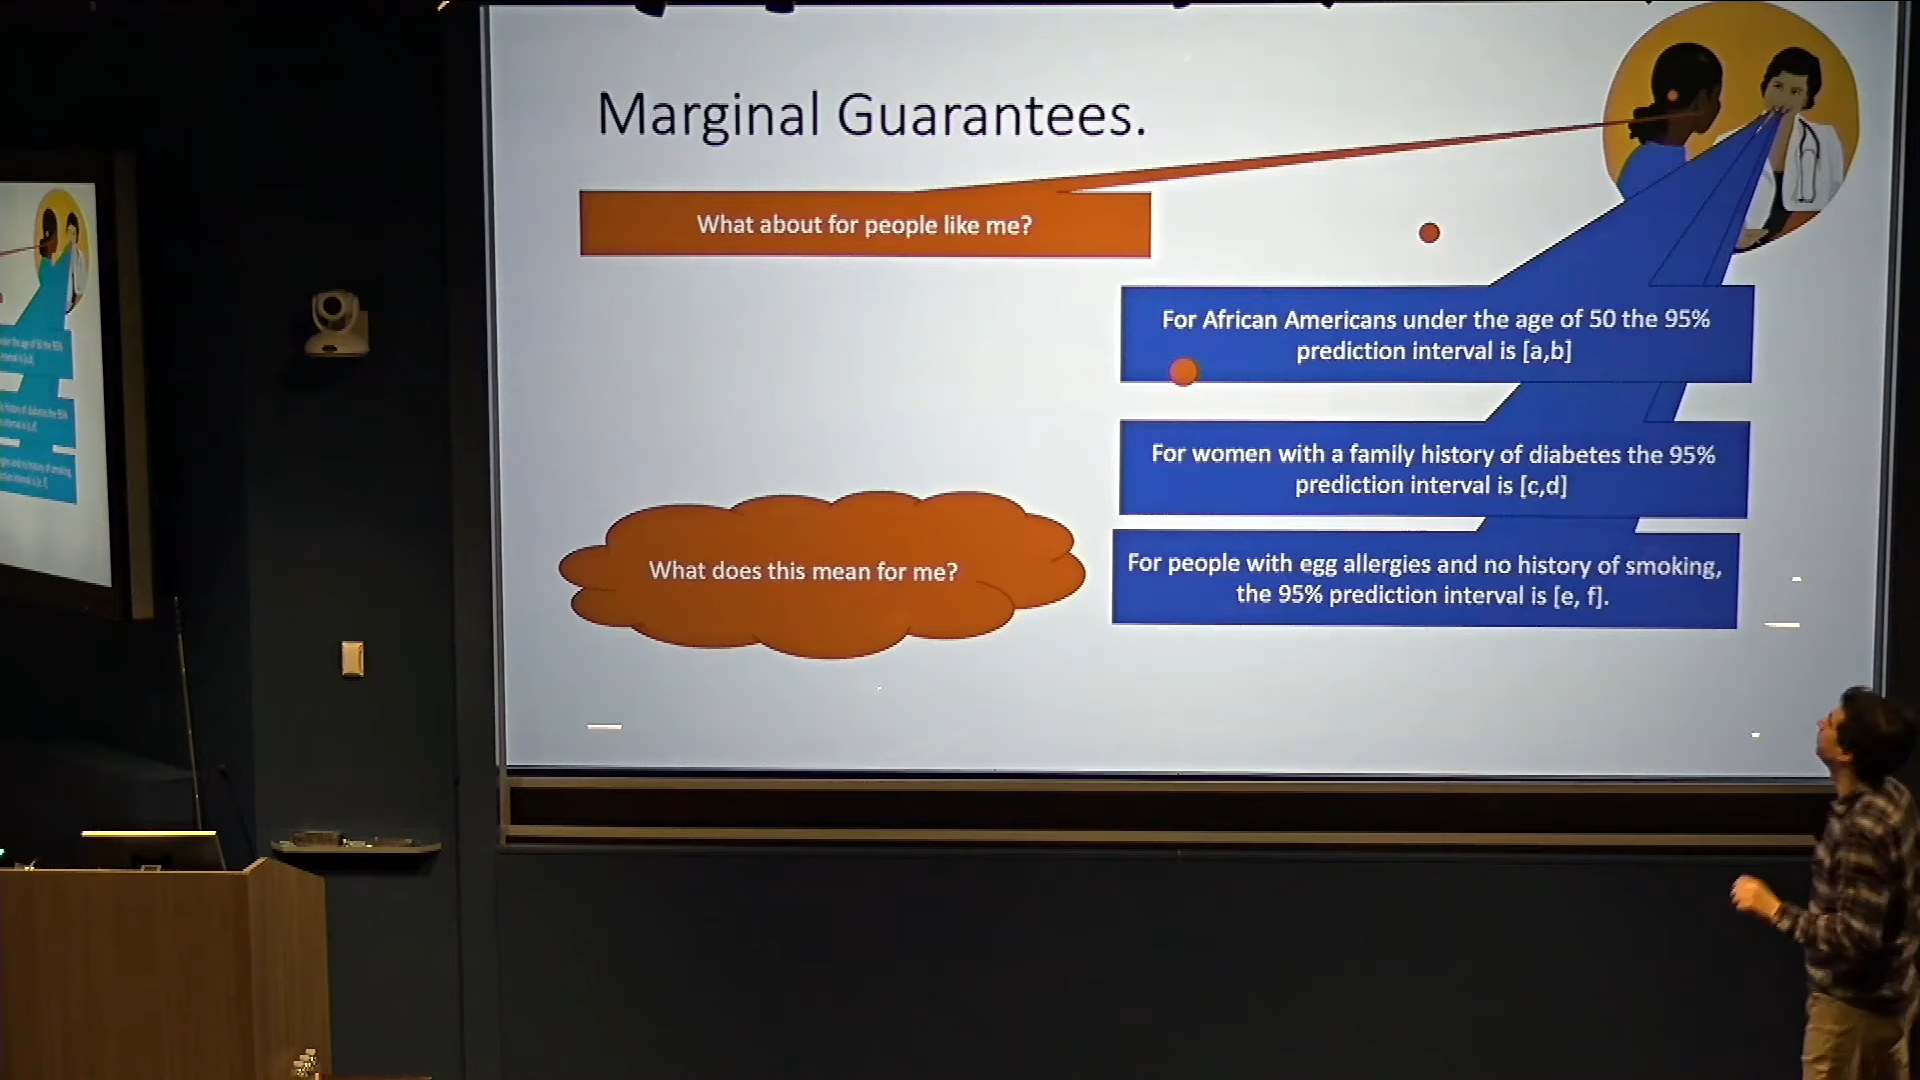 Marginal Guarantees.
What about for people like me?
For African Americans under the age of 50 the 95%
prediction interval is [a,b]
For women with a family history of diabetes the 95%
prediction interval is [c,d]
What does this mean for me?
For people with egg allergies and no history of smoking,
the 95% prediction interval is [e, f].